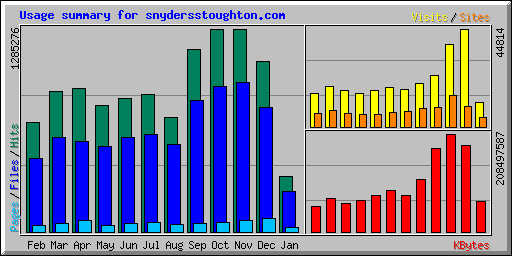 Usage summary for snydersstoughton.com
Visits / Sites
1285276
44814
Pages / Files / Hits
208497587
Feb Mar Apr May Jun Jul Aug Sep Oct Nov Dec Jan
KBytes